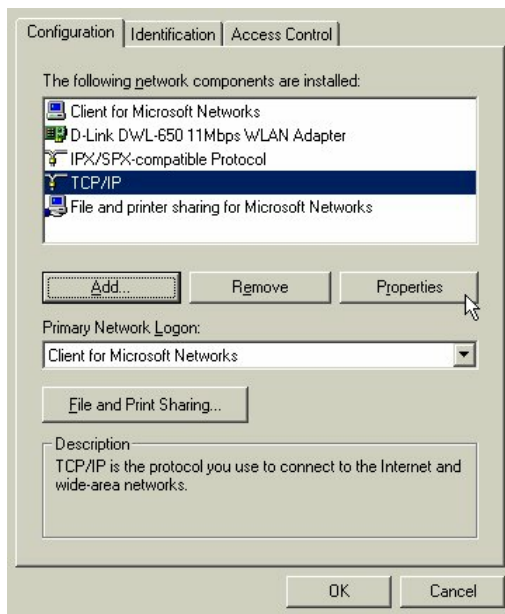 Configuration Identification Access Control
The following network components are installed:
Client for Microsoft Networks
D-Link DWL-650 11Mbps WLAN Adapter
IPX/SPX-compatible Protocol
TCP/IP
File and printer sharing for Microsoft Networks
Add... Remove Properties
Primary Network Logon:
Client for Microsoft Networks
File and Print Sharing...
Description
TCP/IP is the protocol you use to connect to the Internet and
wide-area networks.
OK Cancel